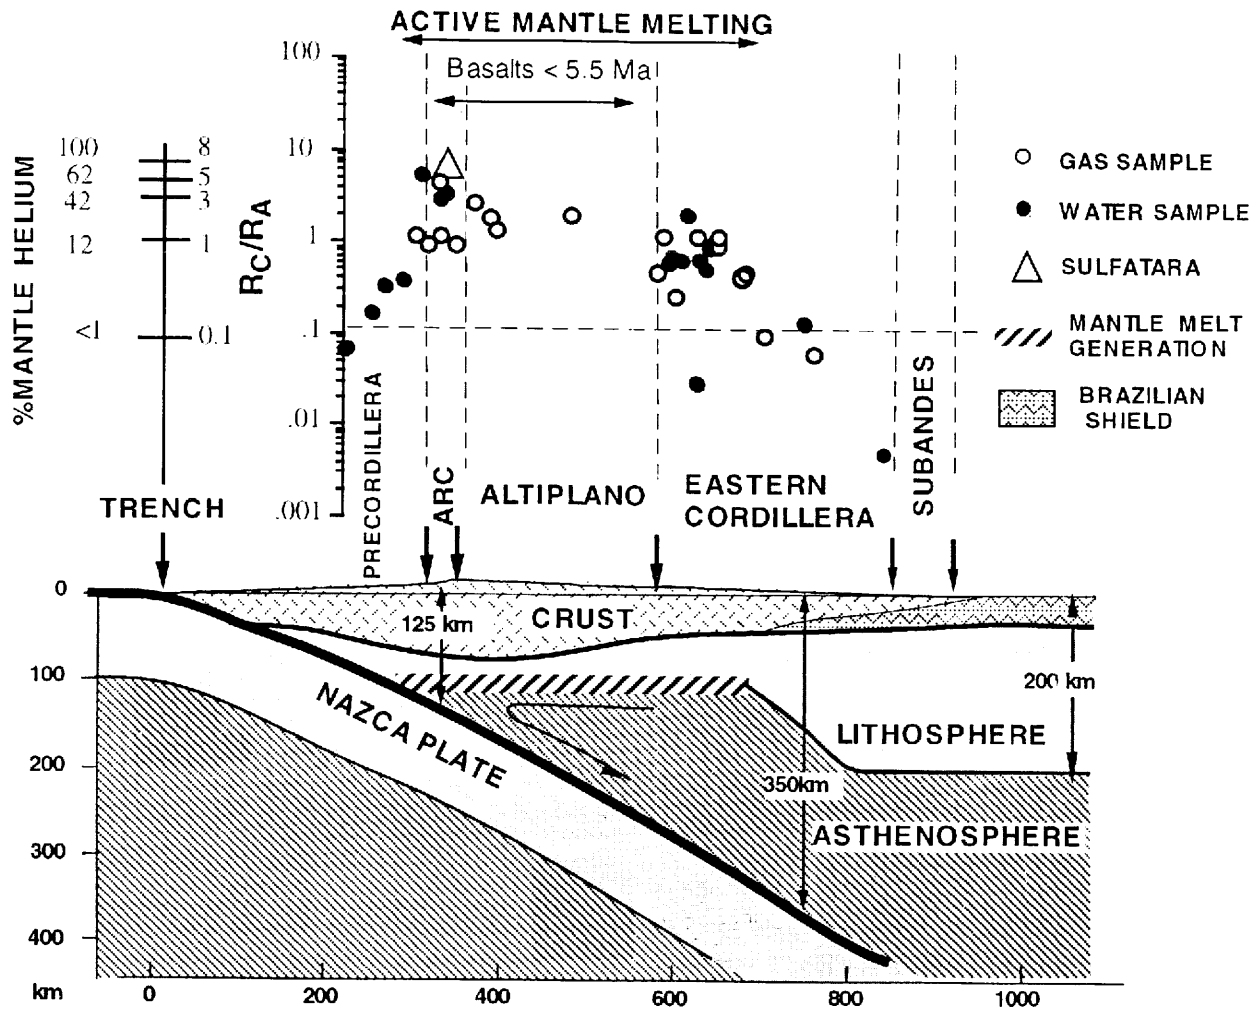 ACTIVE MANTLE MELTING
Basalts < 5.5 Ma
100
10
1
.1
.01
.001
RC/RA
%MANTLE HELIUM
100 8
62 5
42 3
12 1
<1 0.1
GAS SAMPLE
WATER SAMPLE
SULFATARA
MANTLE MELT
GENERATION
BRAZILIAN
SHIELD
TRENCH
PRECORDILLERA
ARC
ALTIPLANO
EASTERN
CORDILLERA
SUBANDES
0
100
200
300
400
km
CRUST
125 km
NAZCA PLATE
200 km
LITHOSPHERE
350km
ASTHENOSPHERE
0 200 400 600 800 1000